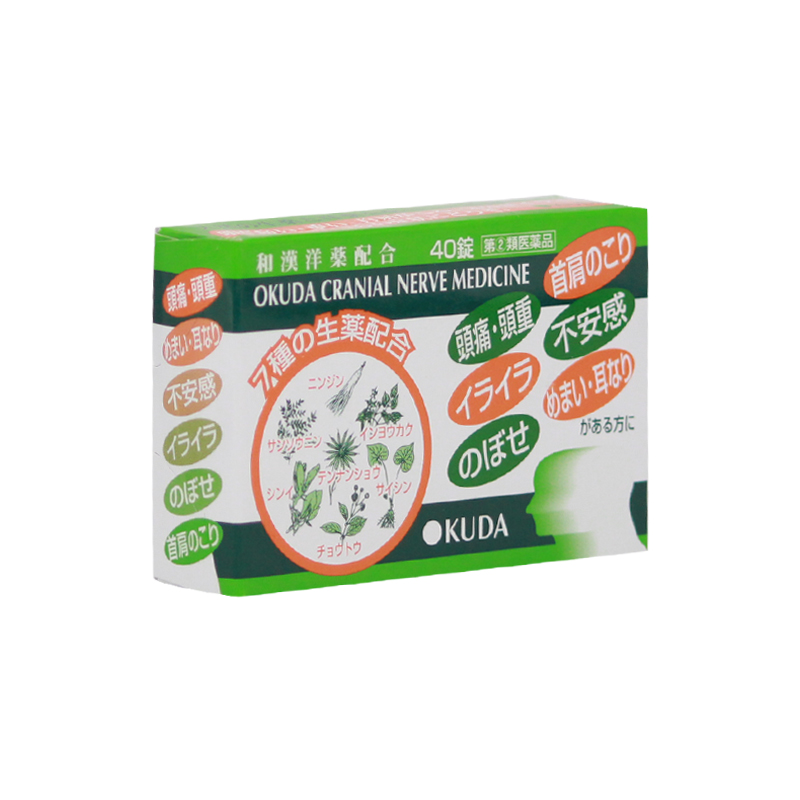 和漢洋薬配合
40錠
指②類医薬品
OKUDA CRANIAL NERVE MEDICINE
首肩のこり
頭痛・頭重
不安感
イライラ
めまい・耳なり
のぼせ
がある方に
7種の生薬配合
ニンジン
サンソウニン
インヨウカク
テンナンショウ
シンイ
サイシン
チョウトウ
OKUDA
頭痛・頭重
めまい・耳なり
不安感
イライラ
のぼせ
首肩のこり